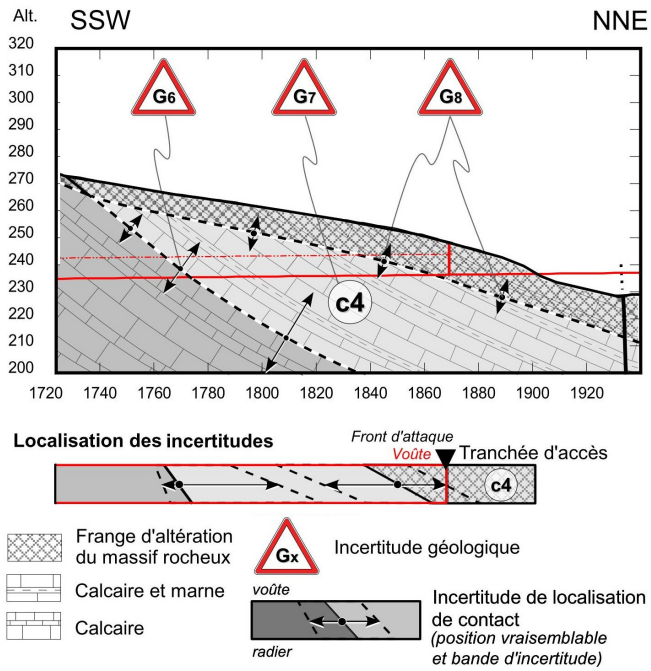 Alt. SSW NNE
320
310
300
290
280
270
260
250
240
230
220
210
200
G6 G7 G8
c4
1720 1740 1760 1780 1800 1820 1840 1860 1880 1900 1920
Localisation des incertitudes
Front d'attaque
Voûte Tranchée d'accès
c4
Frange d'altération
du massif rocheux
Calcaire et marne
Calcaire
Gx
Incertitude géologique
voûte
radier
Incertitude de localisation
de contact
(position vraisemblable
et bande d'incertitude)